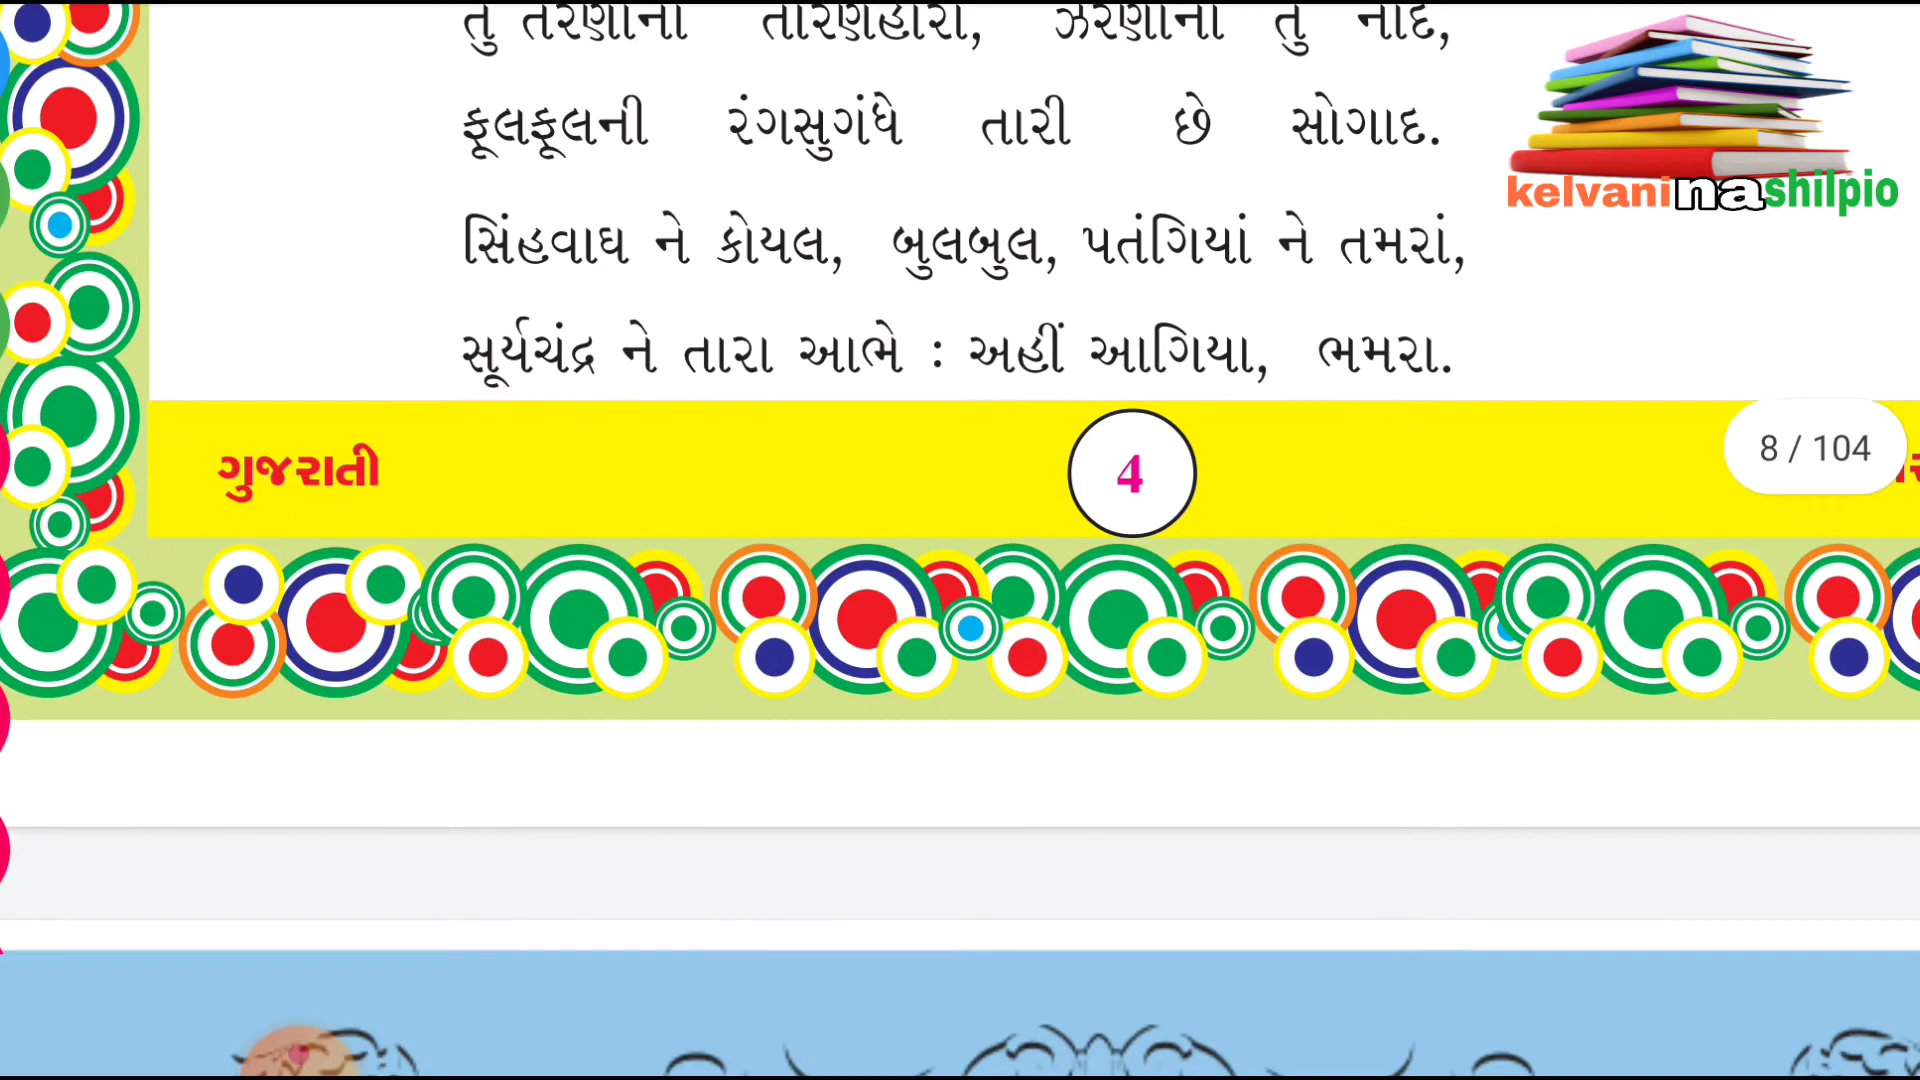 તું તરણાંનો તારણહારો, ઝરણાંનો તું નાદ,
ફૂલફૂલની રંગસુગંધે તારી છે સોગાદ.
સિંહવાઘ ને કોયલ, બુલબુલ, પતંગિયાં ને તમરાં,
સૂર્યચંદ્ર ને તારા આભે : અહીં આગિયા, ભમરા.
kelvaninashilpio
ગુજરાતી
4
8 / 104